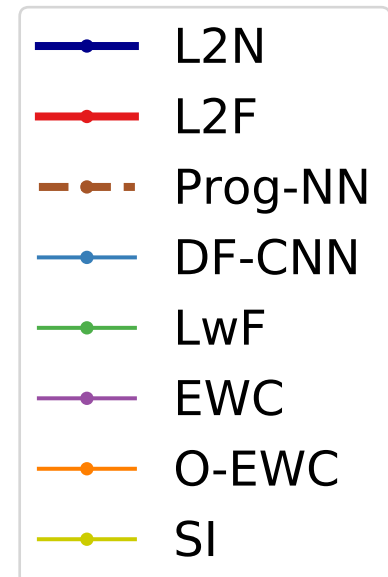 L2N
L2F
Prog-NN
DF-CNN
LwF
EWC
O-EWC
SI